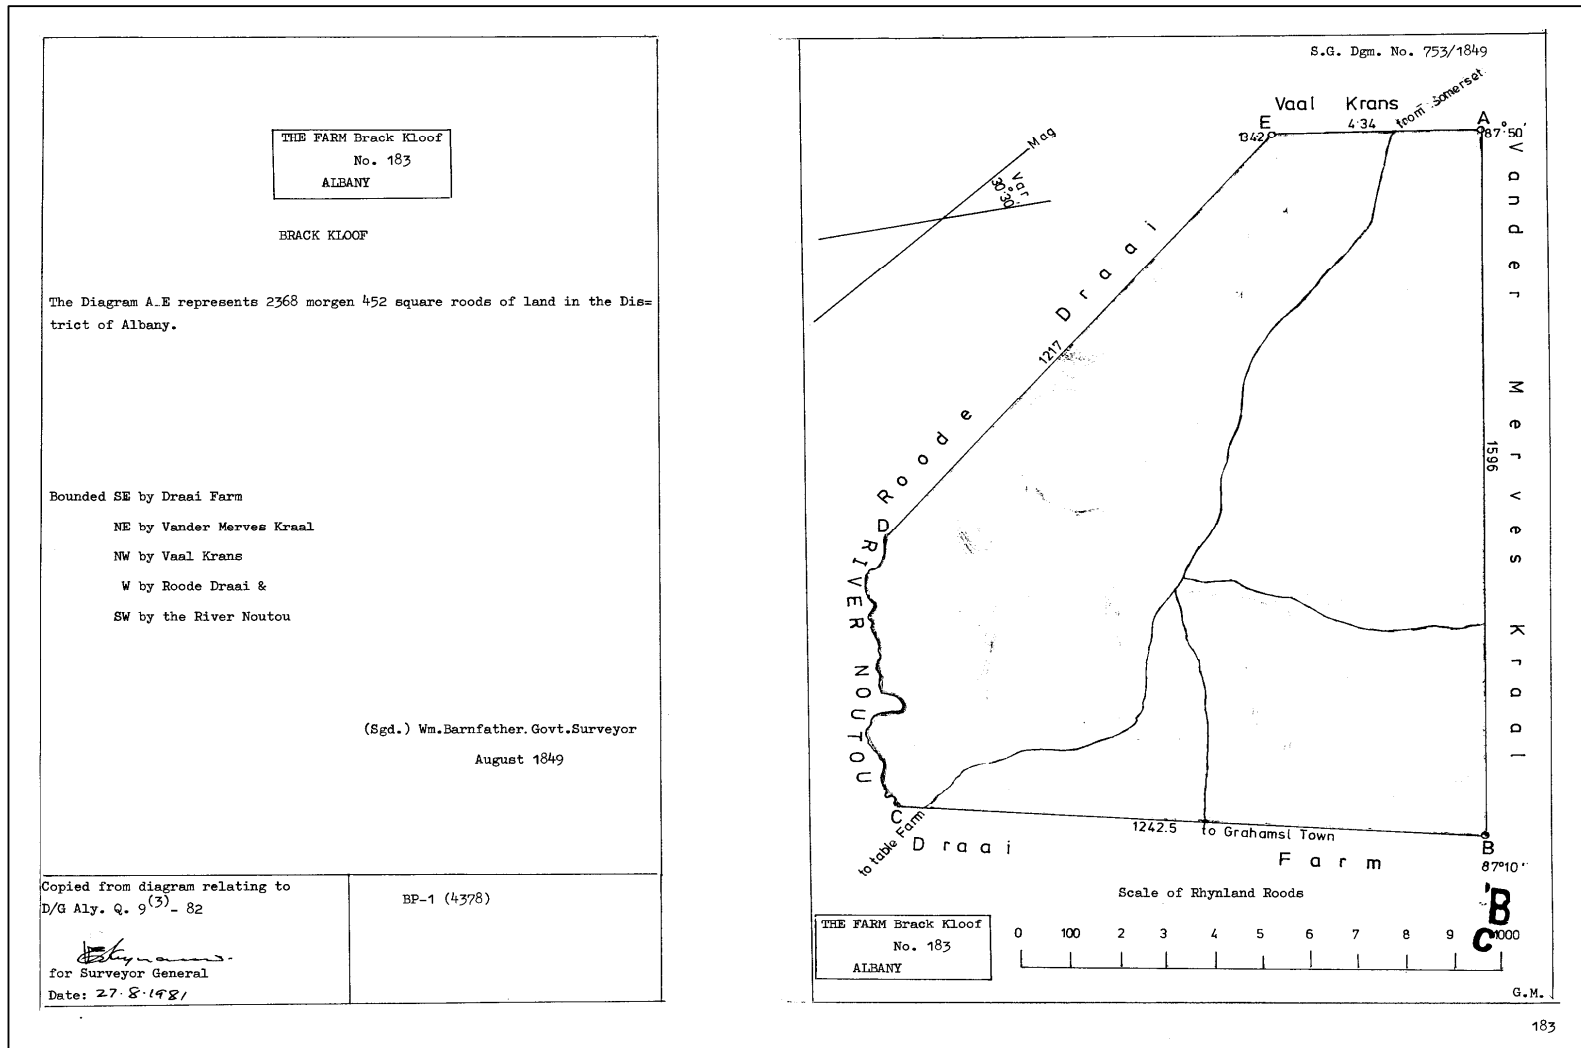 THE FARM Brack Kloof
No. 183
ALBANY
BRACK KLOOF
The Diagram A-E represents 2368 morgen 452 square roods of land in the Dis=
trict of Albany.
Bounded SE by Draai Farm
NE by Vander Merves Kraal
NW by Vaal Krans
W by Roode Draai &
SW by the River Noutou
(Sgd.) Wm.Barnfather.Govt.Surveyor
August 1849
Copied from diagram relating to
D/G Aly. Q. 9(3)- 82
for Surveyor General
Date: 27.8.1981
BP-1 (4378)
S.G. Dgm. No. 753/1849
Vaal Krans
from Somerset
E
4·34
A
1342
87°50'
Mag
Var
30°·30'
Vander Merves Kraal
Roode Draai
1217
1596
D
RIVER NOUTOU
C
to table Farm
1242.5
to Grahamsl Town
Draai Farm
B
87°10'
'B
C
Scale of Rhynland Roods
0 100 2 3 4 5 6 7 8 9 1000
THE FARM Brack Kloof
No. 183
ALBANY
G.M.
183